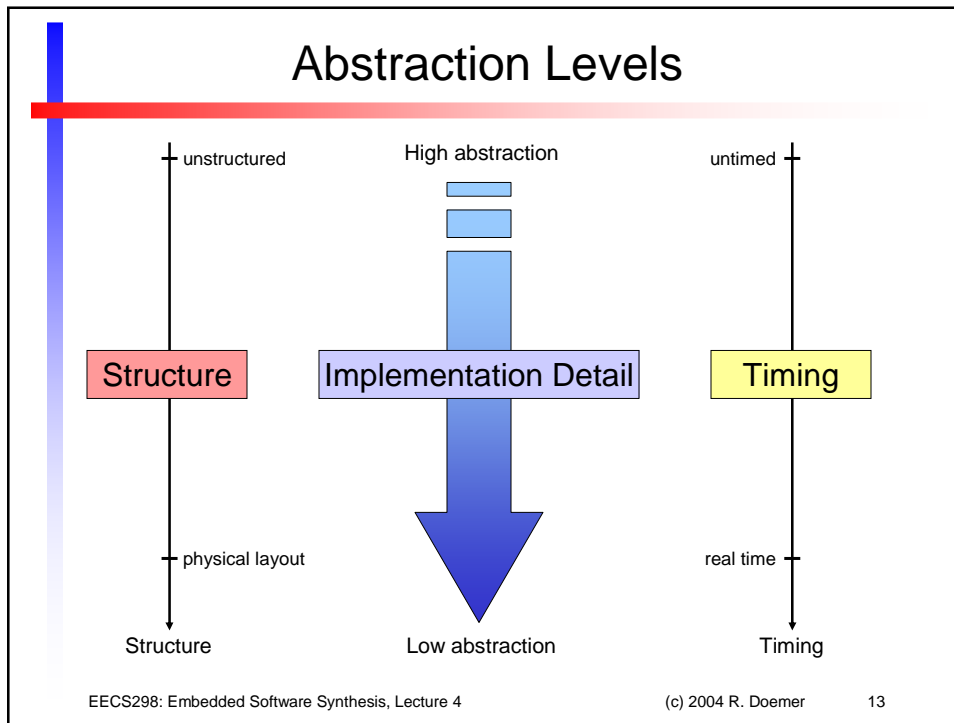 Abstraction Levels
unstructured
High abstraction
untimed
Structure
Implementation Detail
Timing
physical layout
real time
Structure
Low abstraction
Timing
EECS298: Embedded Software Synthesis, Lecture 4
(c) 2004 R. Doemer
13